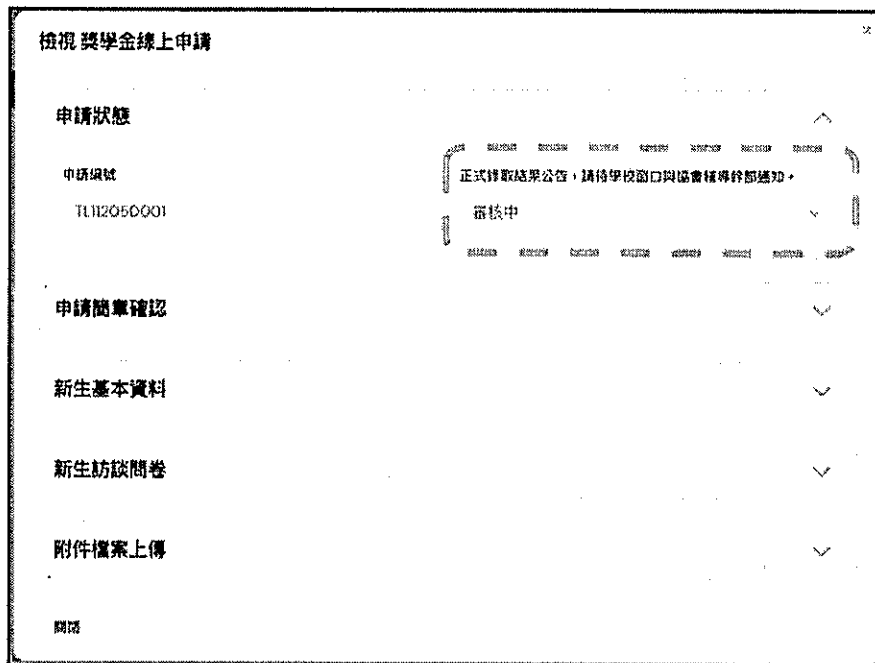 檢視 獎學金線上申請
×
申請狀態
申請編號
正式錄取結果公告，請待學校窗口與協會輔導幹部通知。
TL112050001
審核中
申請簡章確認
新生基本資料
新生訪談問卷
附件檔案上傳
關閉